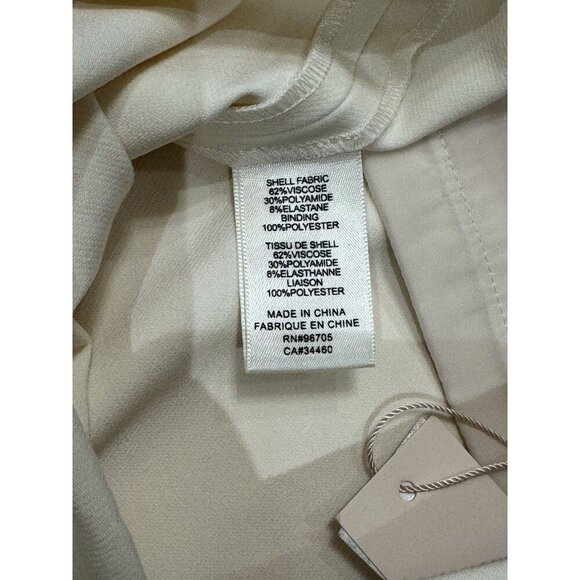 SHELL FABRIC
62%VISCOSE
30%POLYAMIDE
8%ELASTANE
BINDING
100%POLYESTER
TISSU DE SHELL
62%VISCOSE
30%POLYAMIDE
8%ELASTHANNE
LIAISON
100%POLYESTER
MADE IN CHINA
FABRIQUE EN CHINE
RN#96705
CA#34460